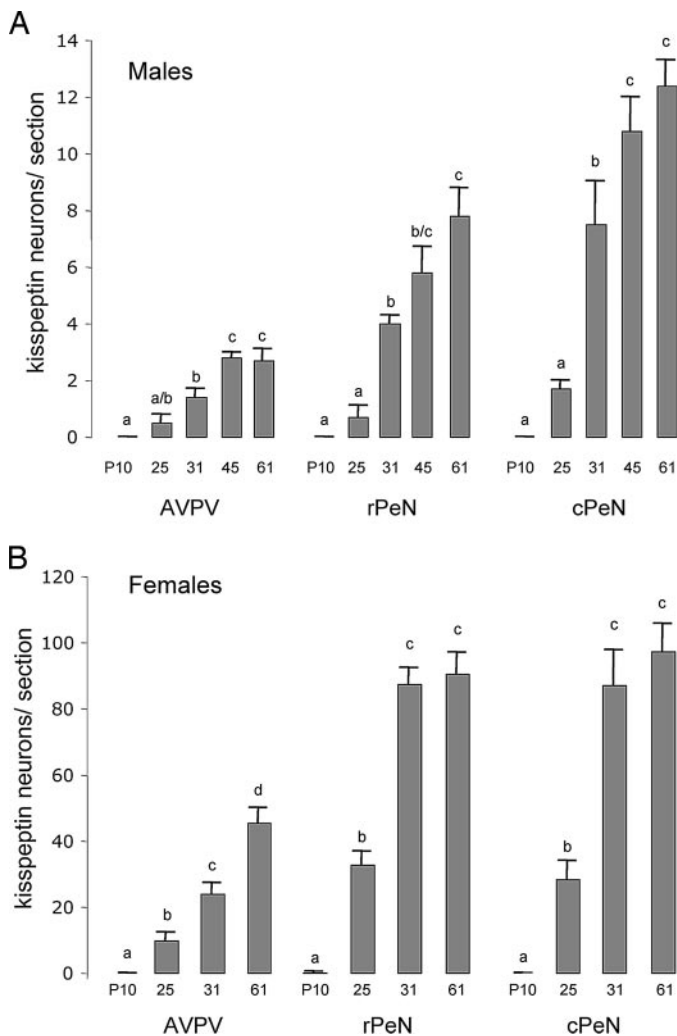 A
Males
kisspeptin neurons/ section
14
12
10
8
6
4
2
0
a a/b b c c
a a b b/c c
a a b c c
P10 25 31 45 61 P10 25 31 45 61 P10 25 31 45 61
AVPV rPeN cPeN
B
Females
kisspeptin neurons/ section
120
100
80
60
40
20
0
a b c d
a b c c
a b c c
P10 25 31 61 P10 25 31 61 P10 25 31 61
AVPV rPeN cPeN